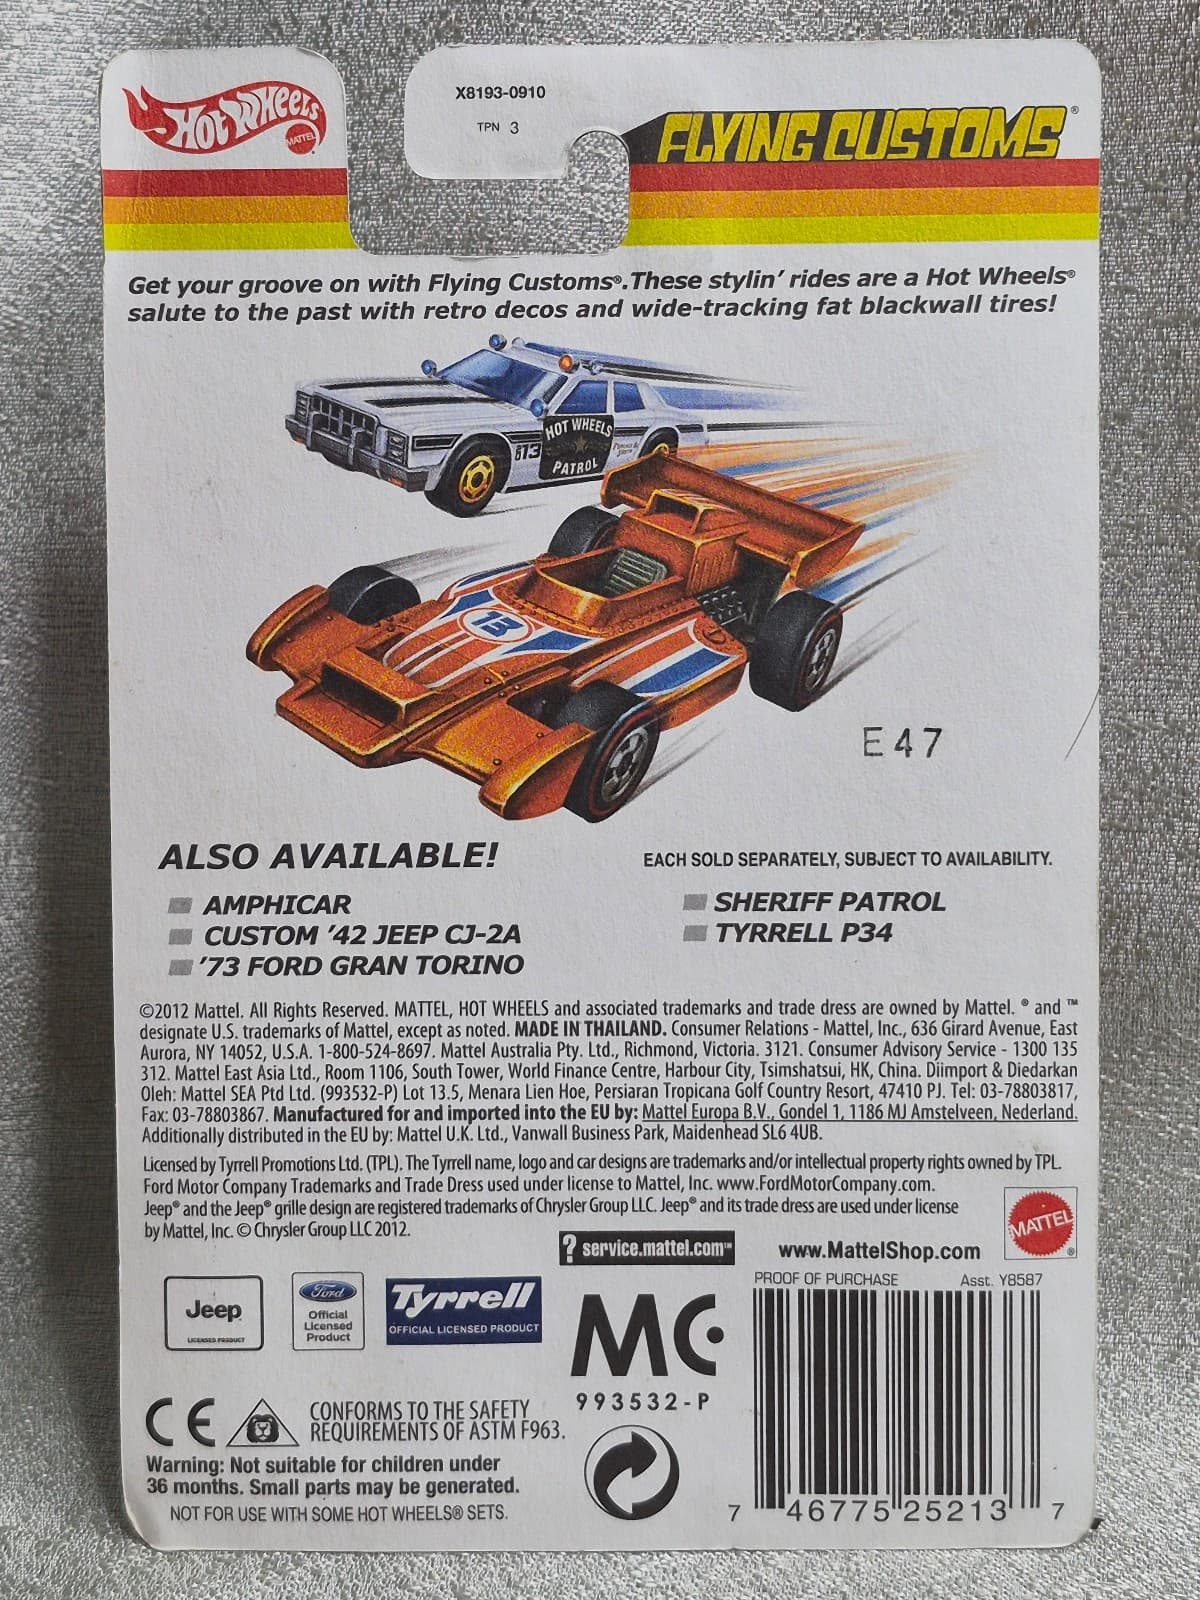 HOT WHEELS
MATTEL
X8193-0910
TPN 3
FLYING CUSTOMS®
Get your groove on with Flying Customs®.These stylin' rides are a Hot Wheels®
salute to the past with retro decos and wide-tracking fat blackwall tires!
HOT WHEELS
813
PATROL
13
E47
ALSO AVAILABLE!
EACH SOLD SEPARATELY, SUBJECT TO AVAILABILITY.
AMPHICAR
CUSTOM '42 JEEP CJ-2A
'73 FORD GRAN TORINO
SHERIFF PATROL
TYRRELL P34
©2012 Mattel. All Rights Reserved. MATTEL, HOT WHEELS and associated trademarks and trade dress are owned by Mattel. ® and ™
designate U.S. trademarks of Mattel, except as noted. MADE IN THAILAND. Consumer Relations - Mattel, Inc., 636 Girard Avenue, East
Aurora, NY 14052, U.S.A. 1-800-524-8697. Mattel Australia Pty. Ltd., Richmond, Victoria. 3121. Consumer Advisory Service - 1300 135
312. Mattel East Asia Ltd., Room 1106, South Tower, World Finance Centre, Harbour City, Tsimshatsui, HK, China. Diimport & Diedarkan
Oleh: Mattel SEA Ptd Ltd. (993532-P) Lot 13.5, Menara Lien Hoe, Persiaran Tropicana Golf Country Resort, 47410 PJ. Tel: 03-78803817,
Fax: 03-78803867. Manufactured for and imported into the EU by: Mattel Europa B.V., Gondel 1, 1186 MJ Amstelveen, Nederland.
Additionally distributed in the EU by: Mattel U.K. Ltd., Vanwall Business Park, Maidenhead SL6 4UB.
Licensed by Tyrrell Promotions Ltd. (TPL). The Tyrrell name, logo and car designs are trademarks and/or intellectual property rights owned by TPL.
Ford Motor Company Trademarks and Trade Dress used under license to Mattel, Inc. www.FordMotorCompany.com.
Jeep® and the Jeep® grille design are registered trademarks of Chrysler Group LLC. Jeep® and its trade dress are used under license
by Mattel, Inc. © Chrysler Group LLC 2012.
MATTEL®
? service.mattel.com™
www.MattelShop.com
PROOF OF PURCHASE
Asst. Y8587
Jeep
LICENSED PRODUCT
Ford
Official
Licensed
Product
Tyrrell
OFFICIAL LICENSED PRODUCT
MC
993532-P
CE
CONFORMS TO THE SAFETY
REQUIREMENTS OF ASTM F963.
Warning: Not suitable for children under
36 months. Small parts may be generated.
NOT FOR USE WITH SOME HOT WHEELS® SETS.
7 46775 25213 7